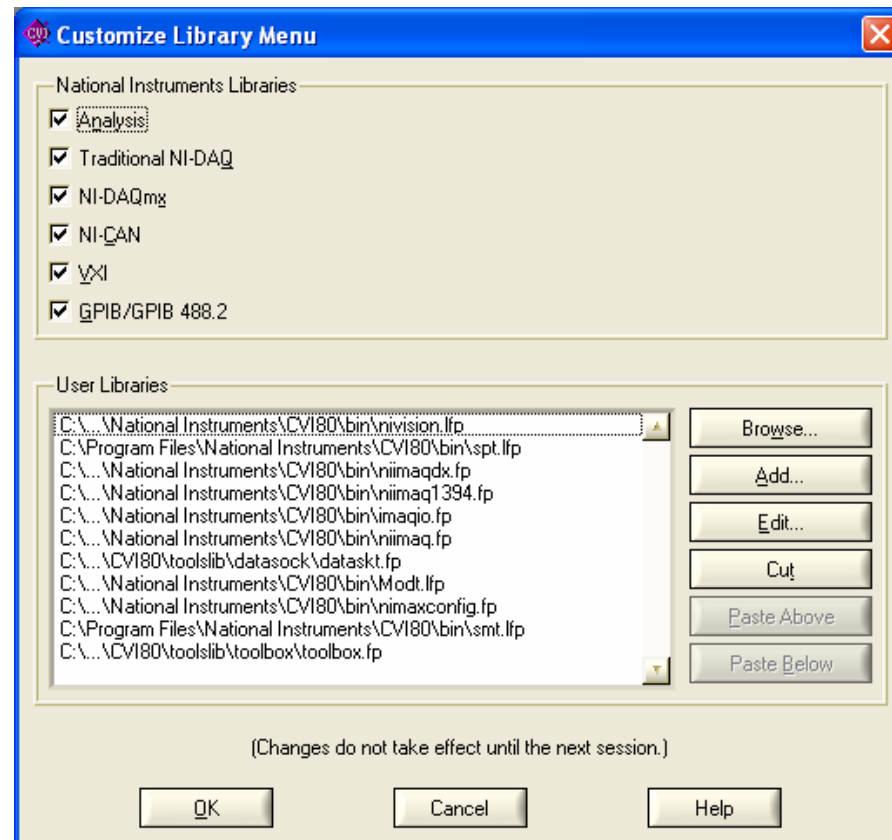 CVI Customize Library Menu
National Instruments Libraries
Analysis
Traditional NI-DAQ
NI-DAQmx
NI-CAN
VXI
GPIB/GPIB 488.2
User Libraries
C:\...\National Instruments\CVI80\bin\nivision.lfp
C:\Program Files\National Instruments\CVI80\bin\spt.lfp
C:\...\National Instruments\CVI80\bin\niimaqdx.fp
C:\...\National Instruments\CVI80\bin\niimaq1394.fp
C:\...\National Instruments\CVI80\bin\imaqio.fp
C:\...\National Instruments\CVI80\bin\niimaq.fp
C:\...\CVI80\toolslib\datasock\dataskt.fp
C:\...\National Instruments\CVI80\bin\Modt.lfp
C:\...\National Instruments\CVI80\bin\nimaxconfig.fp
C:\Program Files\National Instruments\CVI80\bin\smt.lfp
C:\...\CVI80\toolslib\toolbox\toolbox.fp
Browse...
Add...
Edit...
Cut
Paste Above
Paste Below
(Changes do not take effect until the next session.)
OK Cancel Help